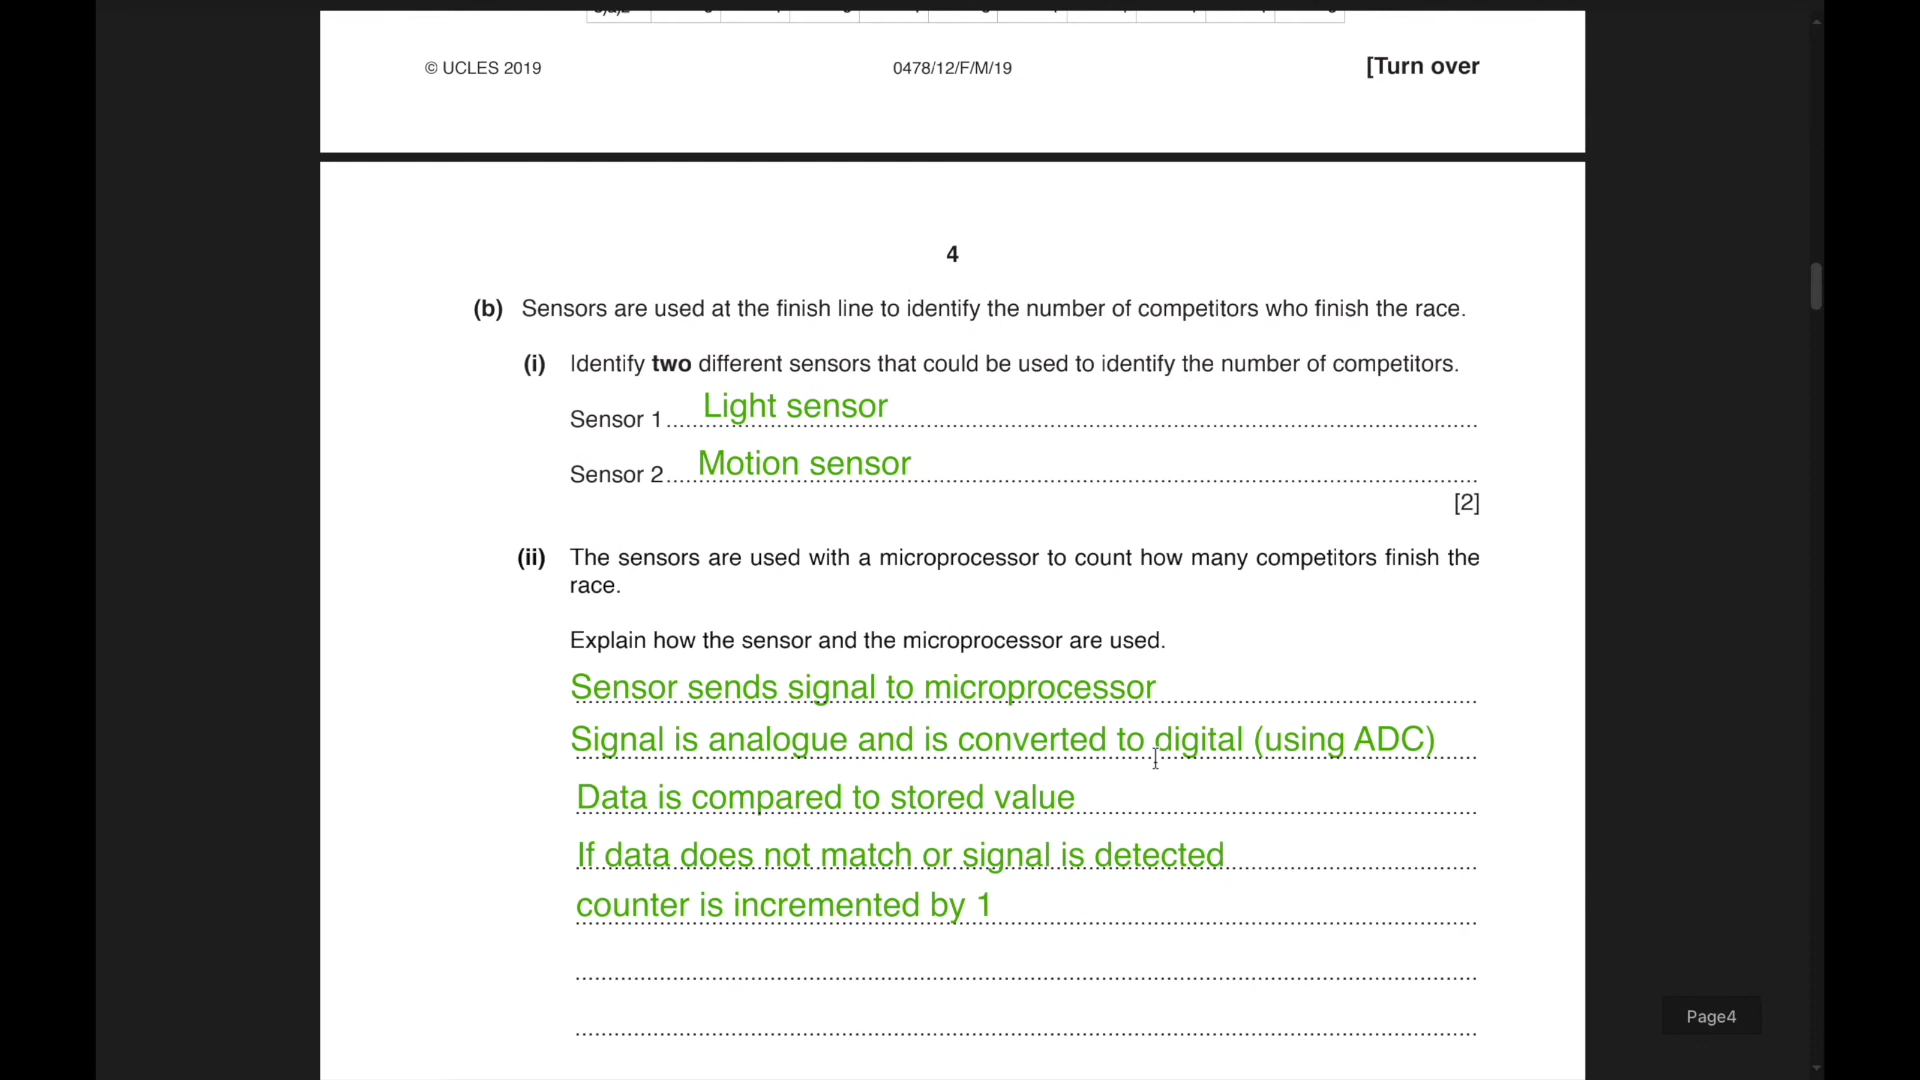 © UCLES 2019 0478/12/F/M/19 [Turn over
4
(b) Sensors are used at the finish line to identify the number of competitors who finish the race.
(i) Identify two different sensors that could be used to identify the number of competitors.
Sensor 1 Light sensor
Sensor 2 Motion sensor
[2]
(ii) The sensors are used with a microprocessor to count how many competitors finish the
race.
Explain how the sensor and the microprocessor are used.
Sensor sends signal to microprocessor
Signal is analogue and is converted to digital (using ADC)
Data is compared to stored value
If data does not match or signal is detected
counter is incremented by 1
Page4